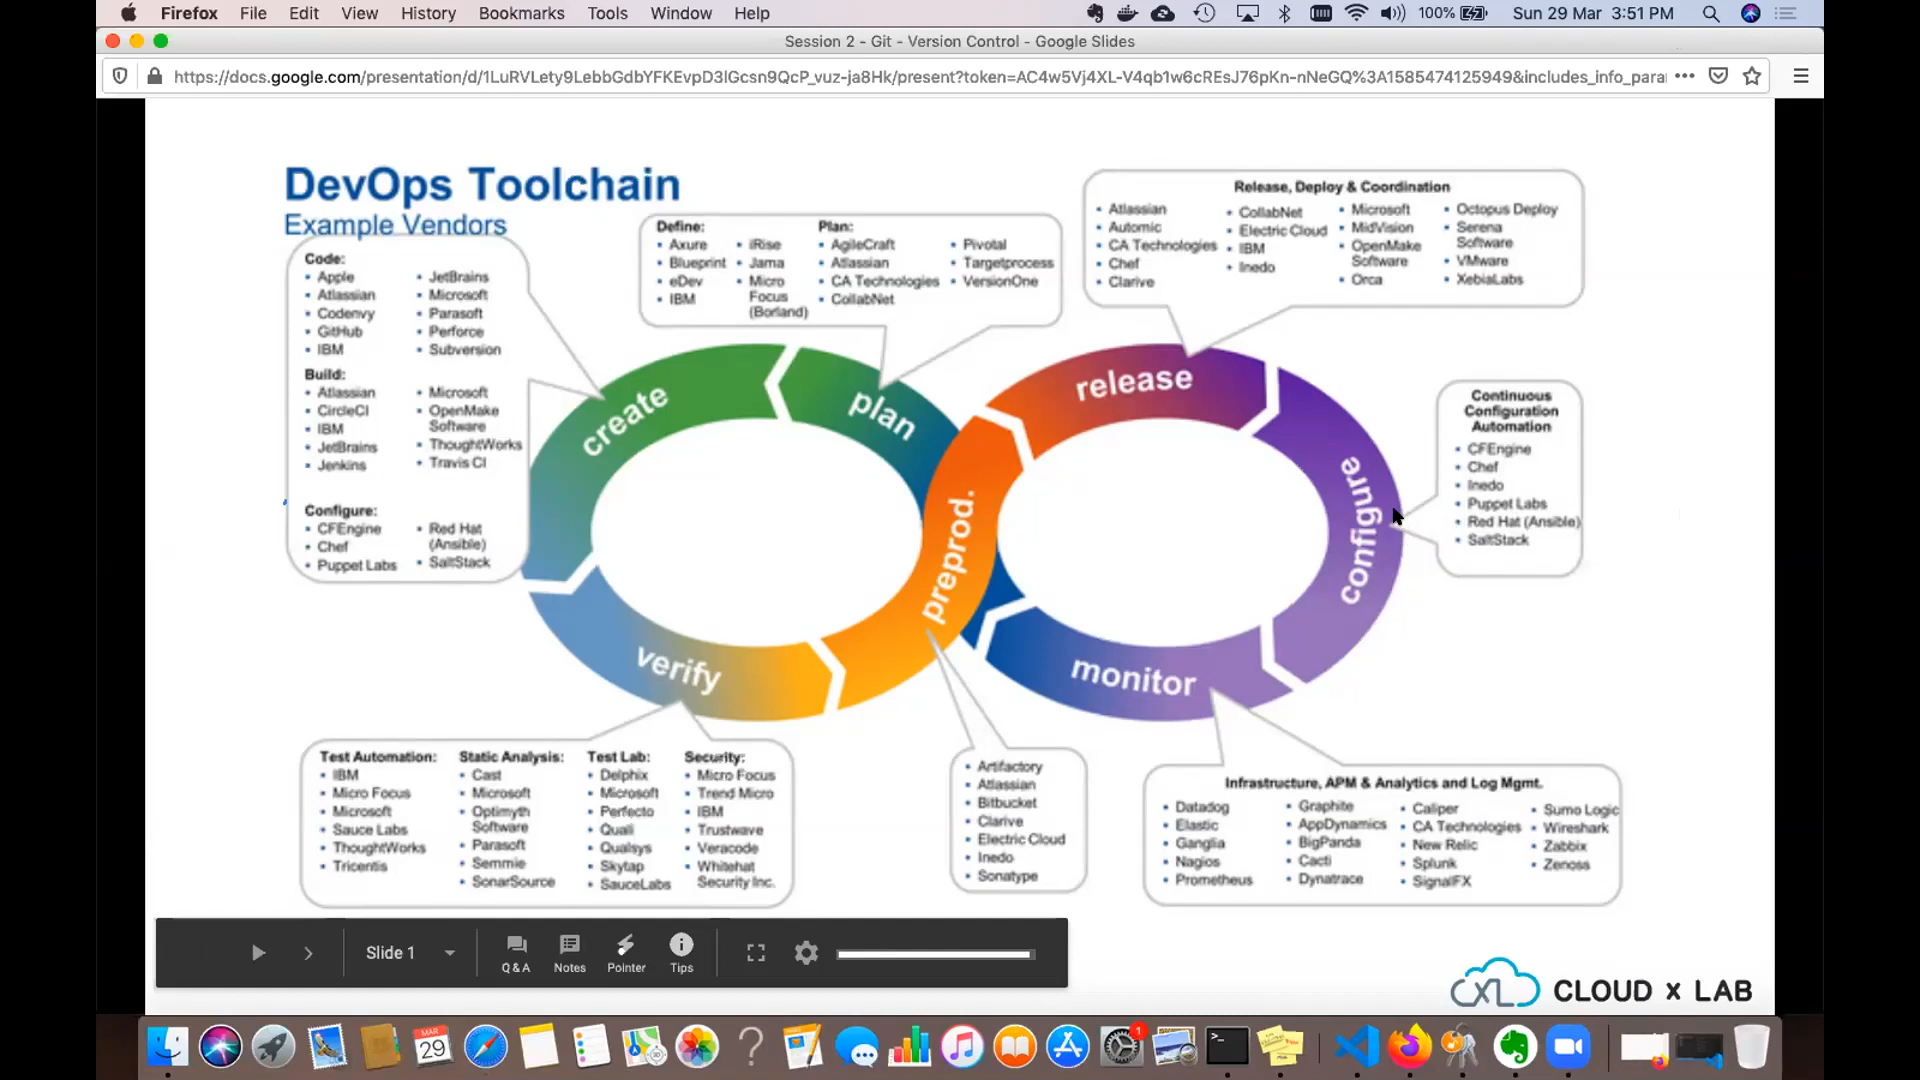 Firefox File Edit View History Bookmarks Tools Window Help
100% Sun 29 Mar 3:51 PM
Session 2 - Git - Version Control - Google Slides
https://docs.google.com/presentation/d/1LuRVLety9LebbGdbYFKEvpD3lGcsn9QcP_vuz-ja8Hk/present?token=AC4w5Vj4XL-V4qb1w6cREsJ76pKn-nNeGQ%3A1585474125949&includes_info_para
DevOps Toolchain
Example Vendors
Code:
Apple
Atlassian
Codenvy
GitHub
IBM
JetBrains
Microsoft
Parasoft
Perforce
Subversion
Build:
Atlassian
CircleCI
IBM
JetBrains
Jenkins
Microsoft
OpenMake
Software
ThoughtWorks
Travis CI
Configure:
CFEngine
Chef
Puppet Labs
Red Hat
(Ansible)
SaltStack
Define:
Axure
Blueprint
eDev
IBM
iRise
Jama
Micro
Focus
(Borland)
Plan:
AgileCraft
Atlassian
CA Technologies
CollabNet
Pivotal
Targetprocess
VersionOne
Release, Deploy & Coordination
Atlassian
Automic
CA Technologies
Chef
Clarive
CollabNet
Electric Cloud
IBM
Inedo
Microsoft
MidVision
OpenMake
Software
Orca
Octopus Deploy
Serena
Software
VMware
XebiaLabs
create
plan
release
configure
preprod.
verify
monitor
Continuous
Configuration
Automation
CFEngine
Chef
Inedo
Puppet Labs
Red Hat (Ansible)
SaltStack
Test Automation:
IBM
Micro Focus
Microsoft
Sauce Labs
ThoughtWorks
Tricentis
Static Analysis:
Cast
Microsoft
Optimyth
Software
Parasoft
Semmie
SonarSource
Test Lab:
Delphix
Microsoft
Perfecto
Quali
Qualsys
Skytap
SauceLabs
Security:
Micro Focus
Trend Micro
IBM
Trustwave
Veracode
Whitehat
Security Inc.
Artifactory
Atlassian
Bitbucket
Clarive
Electric Cloud
Inedo
Sonatype
Infrastructure, APM & Analytics and Log Mgmt.
Datadog
Elastic
Ganglia
Nagios
Prometheus
Graphite
AppDynamics
BigPanda
Cacti
Dynatrace
Caliper
CA Technologies
New Relic
Splunk
SignalFX
Sumo Logic
Wireshark
Zabbix
Zenoss
Slide 1
Q & A
Notes
Pointer
Tips
CLOUD x LAB
MAR
29
1